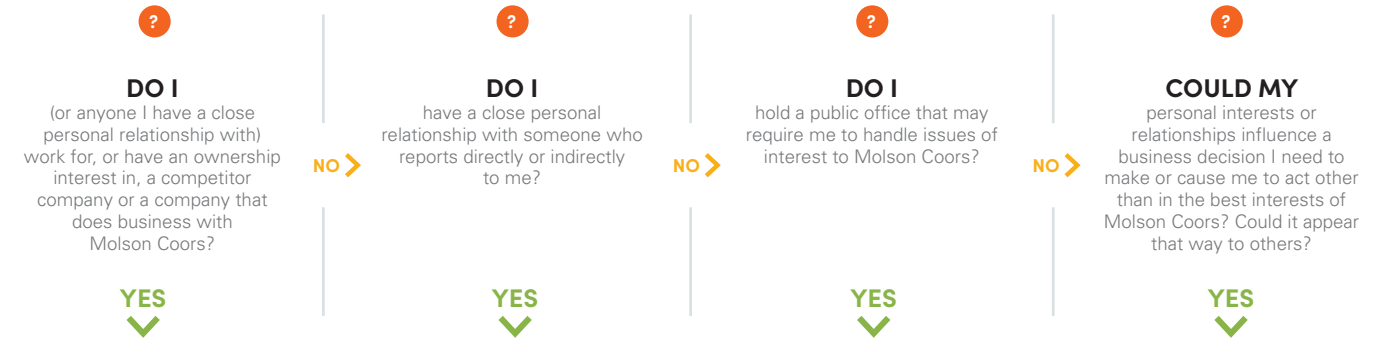 ?
DO I
(or anyone I have a close
personal relationship with)
work for, or have an ownership
interest in, a competitor
company or a company that
does business with
Molson Coors?
YES
NO
?
DO I
have a close personal
relationship with someone who
reports directly or indirectly
to me?
YES
NO
?
DO I
hold a public office that may
require me to handle issues of
interest to Molson Coors?
YES
NO
?
COULD MY
personal interests or
relationships influence a
business decision I need to
make or cause me to act other
than in the best interests of
Molson Coors? Could it appear
that way to others?
YES